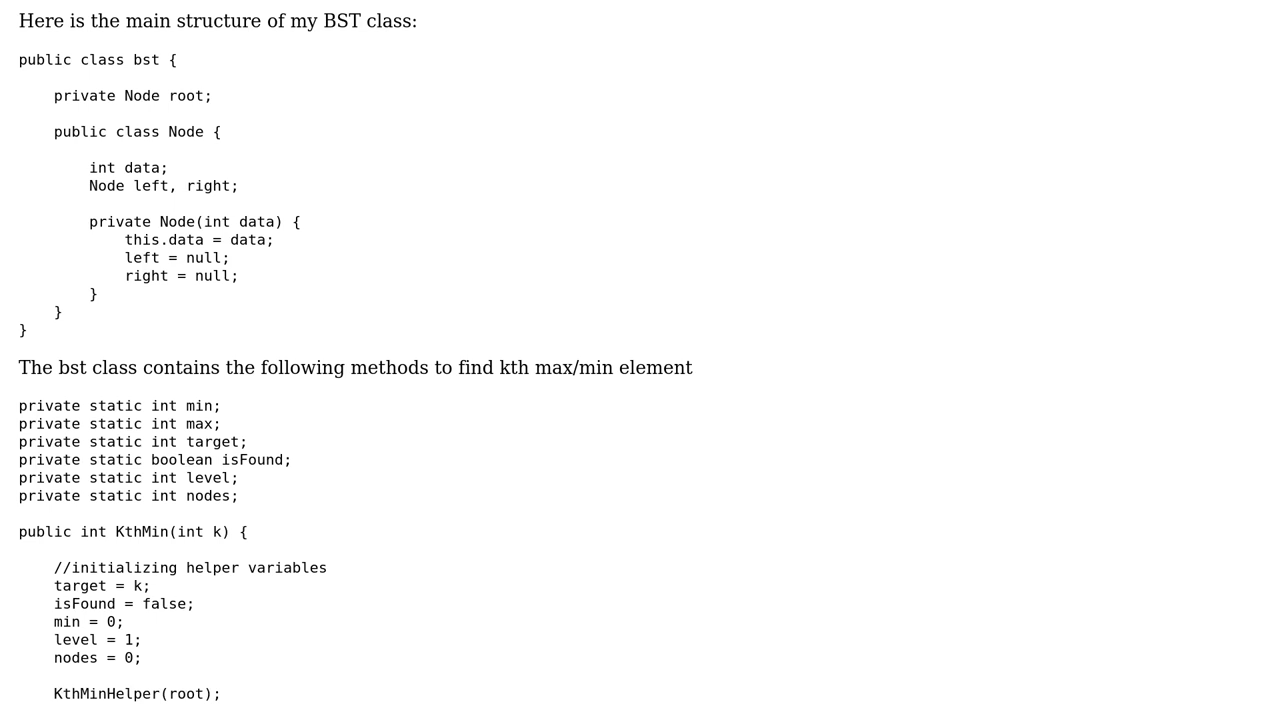 Here is the main structure of my BST class:
public class bst {
private Node root;
public class Node {
int data;
Node left, right;
private Node(int data) {
this.data = data;
left = null;
right = null;
}
}
}
The bst class contains the following methods to find kth max/min element
private static int min;
private static int max;
private static int target;
private static boolean isFound;
private static int level;
private static int nodes;
public int KthMin(int k) {
//initializing helper variables
target = k;
isFound = false;
min = 0;
level = 1;
nodes = 0;
KthMinHelper(root);